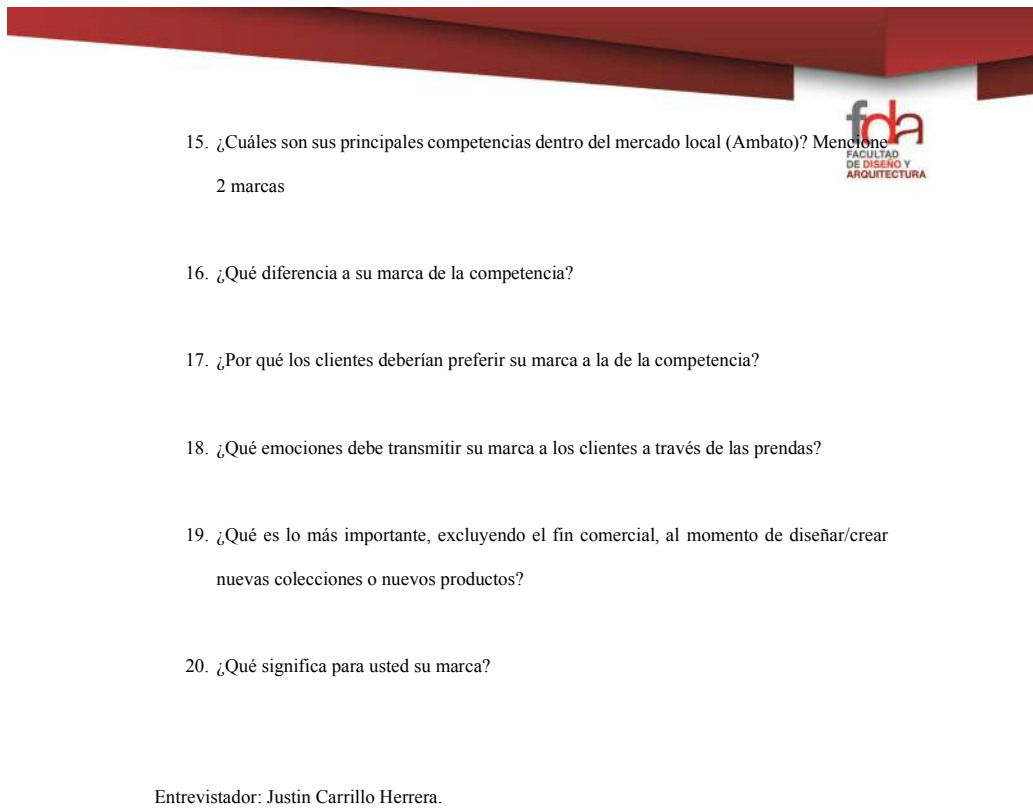 fda
FACULTAD
DE DISEÑO Y
ARQUITECTURA
15. ¿Cuáles son sus principales competencias dentro del mercado local (Ambato)? Mencione
2 marcas
16. ¿Qué diferencia a su marca de la competencia?
17. ¿Por qué los clientes deberían preferir su marca a la de la competencia?
18. ¿Qué emociones debe transmitir su marca a los clientes a través de las prendas?
19. ¿Qué es lo más importante, excluyendo el fin comercial, al momento de diseñar/crear
nuevas colecciones o nuevos productos?
20. ¿Qué significa para usted su marca?
Entrevistador: Justin Carrillo Herrera.